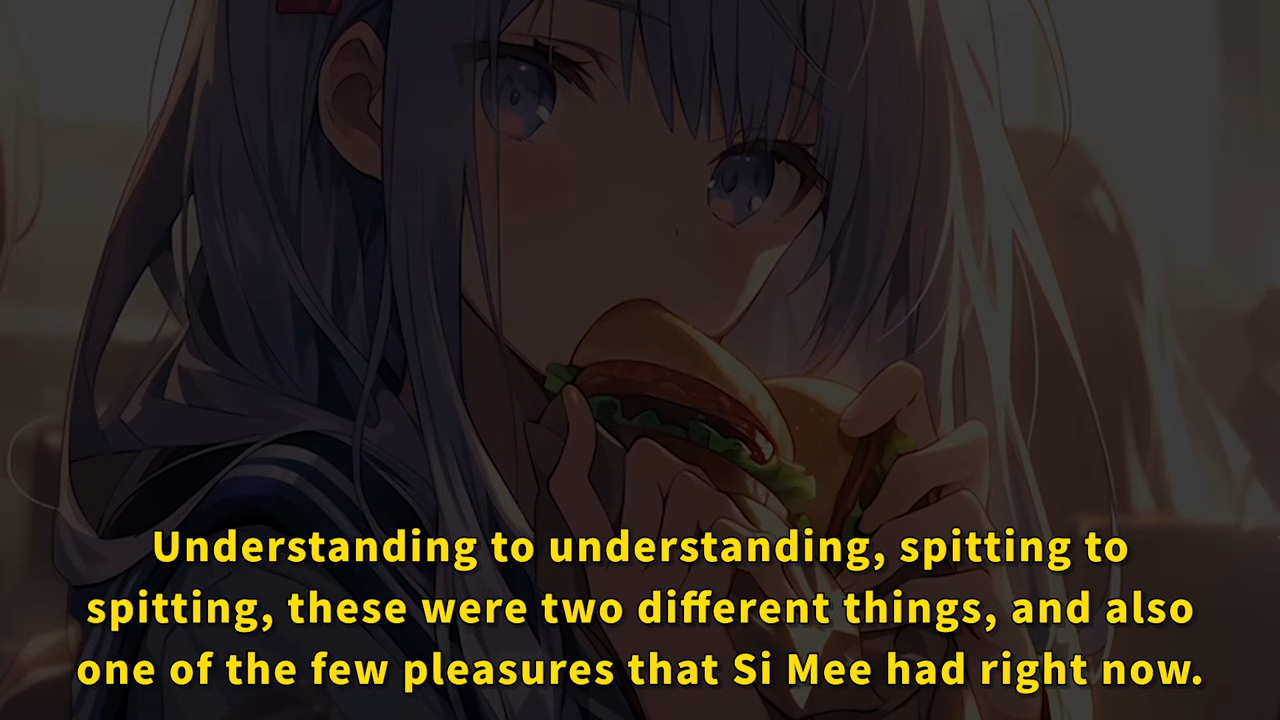 Understanding to understanding, spitting to
spitting, these were two different things, and also
one of the few pleasures that Si Mee had right now.